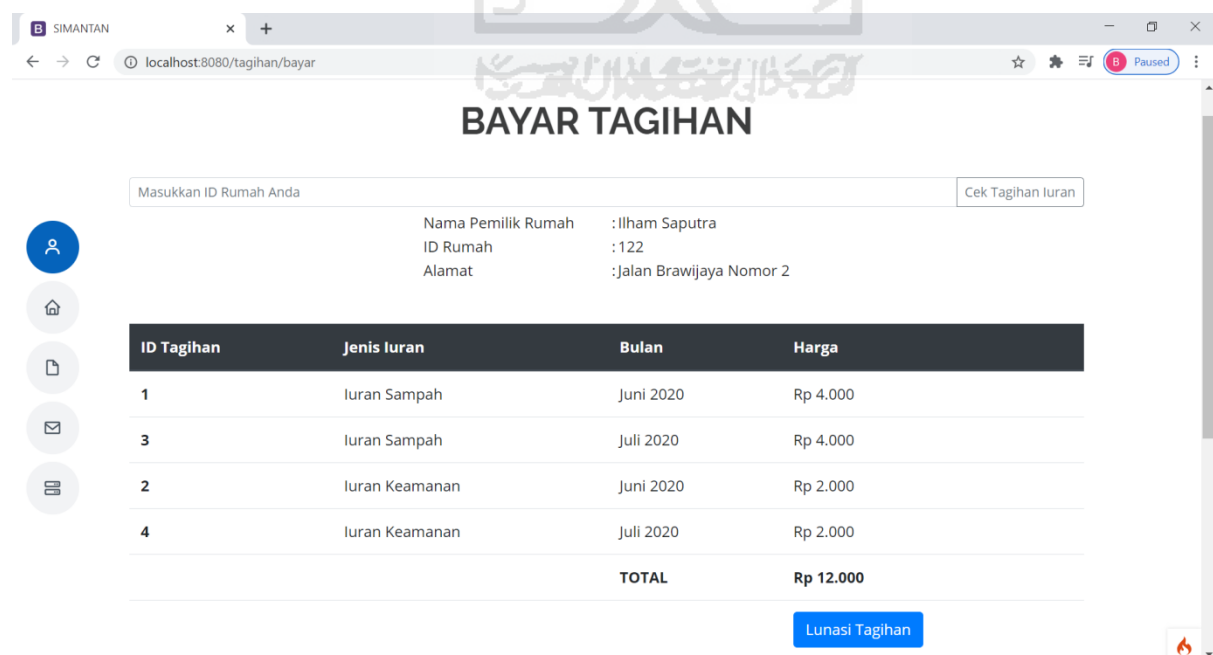 B SIMANTAN
localhost:8080/tagihan/bayar
B Paused
BAYAR TAGIHAN
Masukkan ID Rumah Anda Cek Tagihan Iuran
Nama Pemilik Rumah : Ilham Saputra
ID Rumah : 122
Alamat : Jalan Brawijaya Nomor 2
ID Tagihan Jenis Iuran Bulan Harga
1 Iuran Sampah Juni 2020 Rp 4.000
3 Iuran Sampah Juli 2020 Rp 4.000
2 Iuran Keamanan Juni 2020 Rp 2.000
4 Iuran Keamanan Juli 2020 Rp 2.000
TOTAL Rp 12.000
Lunasi Tagihan